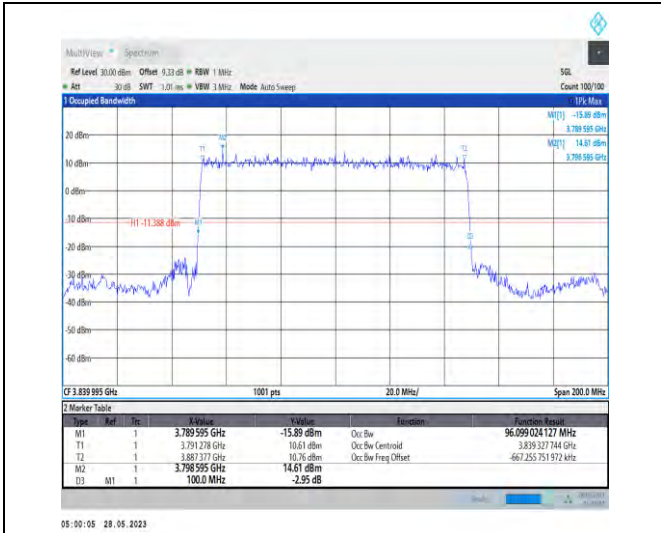 MultiView Spectrum
Ref Level 30.00 dBm Offset 9.33 dB RBW 1 MHz SGL
Att 30 dB SWT 1.01 ms VBW 3 MHz Mode Auto Sweep Count 100/100
1 Occupied Bandwidth 1Pk Max
M1[1] -15.89 dBm
3.789 595 GHz
M2[1] 14.61 dBm
3.798 595 GHz
20 dBm
M2
T1 T2
10 dBm
0 dBm
-10 dBm
H1 -11.388 dBm M1
D3
-20 dBm
-30 dBm
-40 dBm
-50 dBm
-60 dBm
CF 3.839 995 GHz 1001 pts 20.0 MHz/ Span 200.0 MHz
2 Marker Table
Type Ref Trc X-Value Y-Value Function Function Result
M1 1 3.789 595 GHz -15.89 dBm Occ Bw 96.099 024 127 MHz
T1 1 3.791 278 GHz 10.61 dBm Occ Bw Centroid 3.839 327 744 GHz
T2 1 3.887 377 GHz 10.76 dBm Occ Bw Freq Offset -667.255 751 972 kHz
M2 1 3.798 595 GHz 14.61 dBm
D3 M1 1 100.0 MHz -2.95 dB
05:00:05 28.05.2023